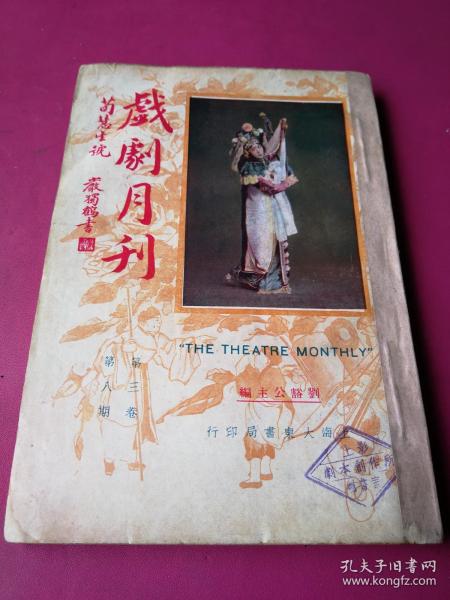 戲劇月刊
荀慧生號
嚴獨鶴書
"THE THEATRE MONTHLY"
劉豁公主編
第三卷
第八期
上海大東書局印行
孔夫子旧书网
www.kongfz.com